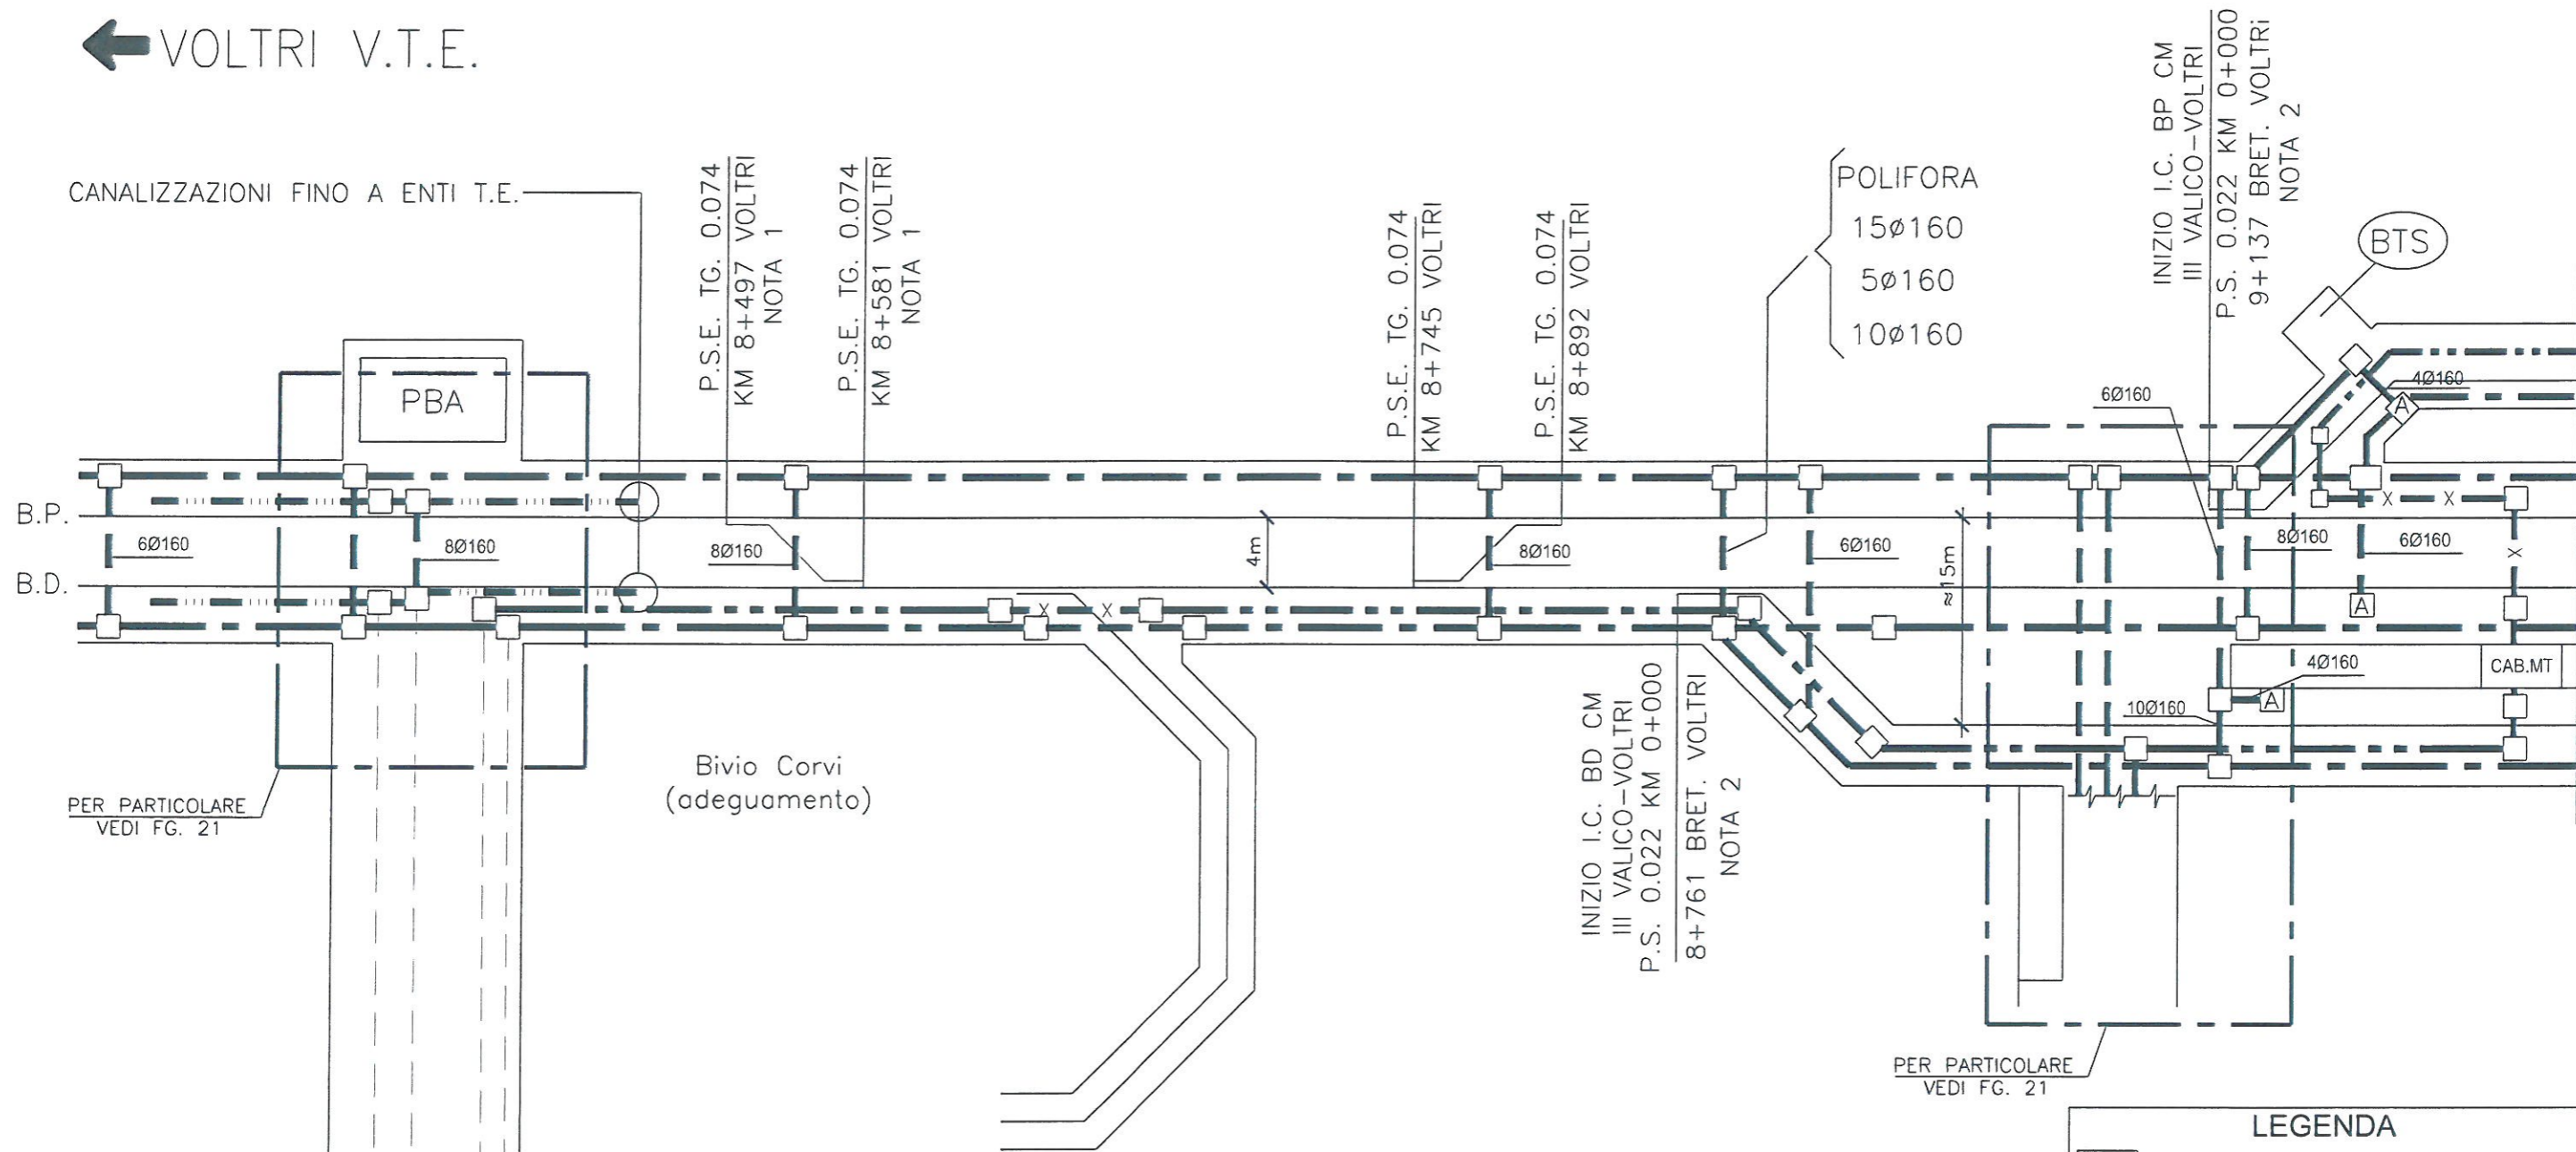 VOLTRI V.T.E.
CANALIZZAZIONI FINO A ENTI T.E.
P.S.E. TG. 0.074
KM 8+497 VOLTRI
NOTA 1
P.S.E. TG. 0.074
KM 8+581 VOLTRI
NOTA 1
P.S.E. TG. 0.074
KM 8+745 VOLTRI
P.S.E. TG. 0.074
KM 8+892 VOLTRI
POLIFORA
15ø160
5ø160
10ø160
INIZIO I.C. BP CM
III VALICO-VOLTRI
P.S. 0.022 KM 0+000
9+137 BRET. VOLTRi
NOTA 2
BTS
PBA
4Ø160
6Ø160
A
B.P.
B.D.
6Ø160
8Ø160
8Ø160
4m
8Ø160
6Ø160
≈15m
8Ø160
6Ø160
X
X
X
X
X
A
4Ø160
CAB.MT
A
10Ø160
Bivio Corvi
(adeguamento)
PER PARTICOLARE
VEDI FG. 21
INIZIO I.C. BD CM
III VALICO-VOLTRI
P.S. 0.022 KM 0+000
8+761 BRET. VOLTRI
NOTA 2
PER PARTICOLARE
VEDI FG. 21
LEGENDA